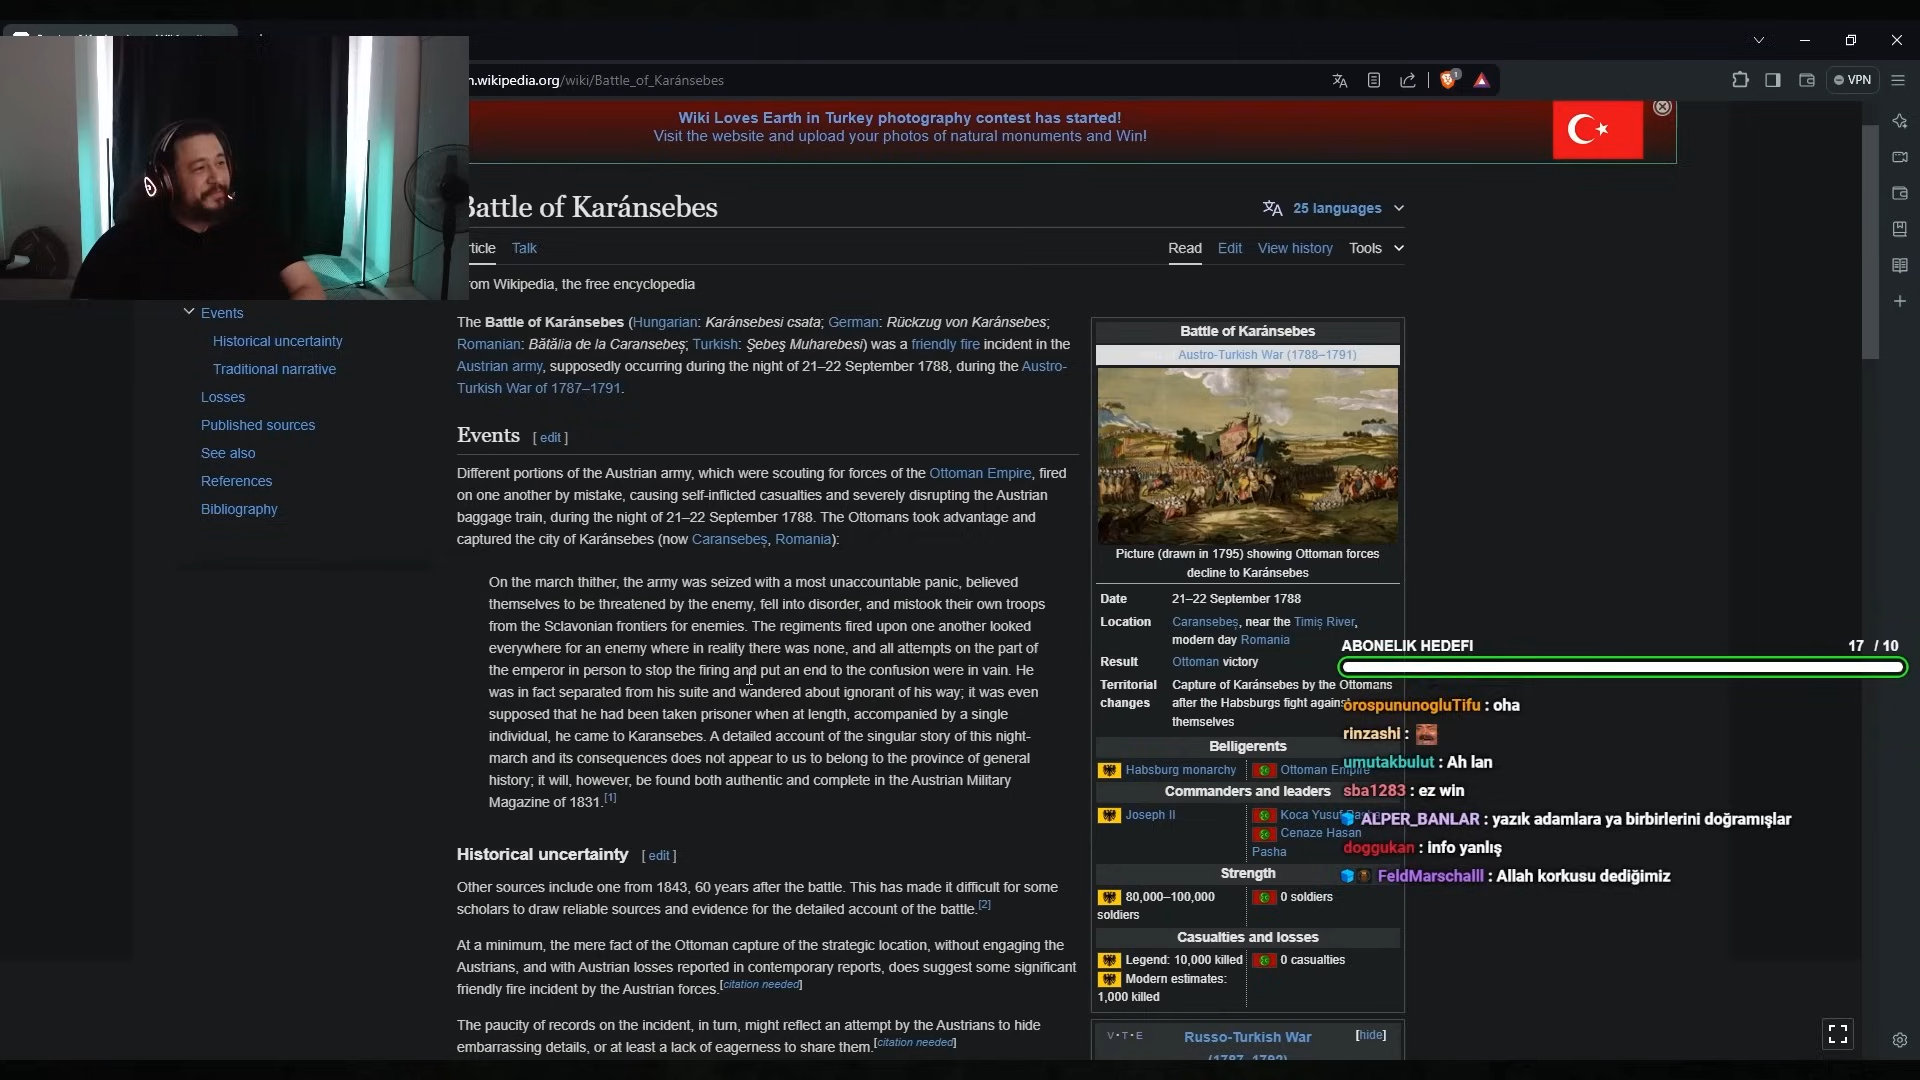 n.wikipedia.org/wiki/Battle_of_Karánsebes
1
VPN
Wiki Loves Earth in Turkey photography contest has started!
Visit the website and upload your photos of natural monuments and Win!
Battle of Karánsebes
25 languages
rticle Talk
Read Edit View history Tools
rom Wikipedia, the free encyclopedia
Events
Historical uncertainty
Traditional narrative
Losses
Published sources
See also
References
Bibliography
The Battle of Karánsebes (Hungarian: Karánsebesi csata; German: Rückzug von Karánsebes;
Romanian: Bătălia de la Caransebeș; Turkish: Şebeş Muharebesi) was a friendly fire incident in the
Austrian army, supposedly occurring during the night of 21–22 September 1788, during the Austro-
Turkish War of 1787–1791.
Events [ edit ]
Different portions of the Austrian army, which were scouting for forces of the Ottoman Empire, fired
on one another by mistake, causing self-inflicted casualties and severely disrupting the Austrian
baggage train, during the night of 21–22 September 1788. The Ottomans took advantage and
captured the city of Karánsebes (now Caransebeș, Romania):
On the march thither, the army was seized with a most unaccountable panic, believed
themselves to be threatened by the enemy, fell into disorder, and mistook their own troops
from the Sclavonian frontiers for enemies. The regiments fired upon one another looked
everywhere for an enemy where in reality there was none, and all attempts on the part of
the emperor in person to stop the firing and put an end to the confusion were in vain. He
was in fact separated from his suite and wandered about ignorant of his way; it was even
supposed that he had been taken prisoner when at length, accompanied by a single
individual, he came to Karansebes. A detailed account of the singular story of this night-
march and its consequences does not appear to us to belong to the province of general
history; it will, however, be found both authentic and complete in the Austrian Military
Magazine of 1831.[1]
Historical uncertainty [ edit ]
Other sources include one from 1843, 60 years after the battle. This has made it difficult for some
scholars to draw reliable sources and evidence for the detailed account of the battle.[2]
At a minimum, the mere fact of the Ottoman capture of the strategic location, without engaging the
Austrians, and with Austrian losses reported in contemporary reports, does suggest some significant
friendly fire incident by the Austrian forces.[citation needed]
The paucity of records on the incident, in turn, might reflect an attempt by the Austrians to hide
embarrassing details, or at least a lack of eagerness to share them.[citation needed]
Battle of Karánsebes
Austro-Turkish War (1788–1791)
Picture (drawn in 1795) showing Ottoman forces
decline to Karánsebes
Date 21–22 September 1788
Location Caransebeș, near the Timiș River,
modern day Romania
Result Ottoman victory
Territorial Capture of Karánsebes by the Ottomans
changes after the Habsburgs fight against
themselves
Belligerents
Habsburg monarchy Ottoman Empire
Commanders and leaders
Joseph II Koca Yusuf
Cenaze Hasan
Pasha
Strength
80,000–100,000 0 soldiers
soldiers
Casualties and losses
Legend: 10,000 killed 0 casualties
Modern estimates:
1,000 killed
V·T·E Russo-Turkish War [hide]
(1787–1792)
ABONELIK HEDEFI 17 / 10
orospununogluTifu : oha
rinzashi :
umutakbulut : Ah lan
sba1283 : ez win
ALPER_BANLAR : yazık adamlara ya birbirlerini doğramışlar
doggukan : info yanlış
FeldMarschalll : Allah korkusu dediğimiz